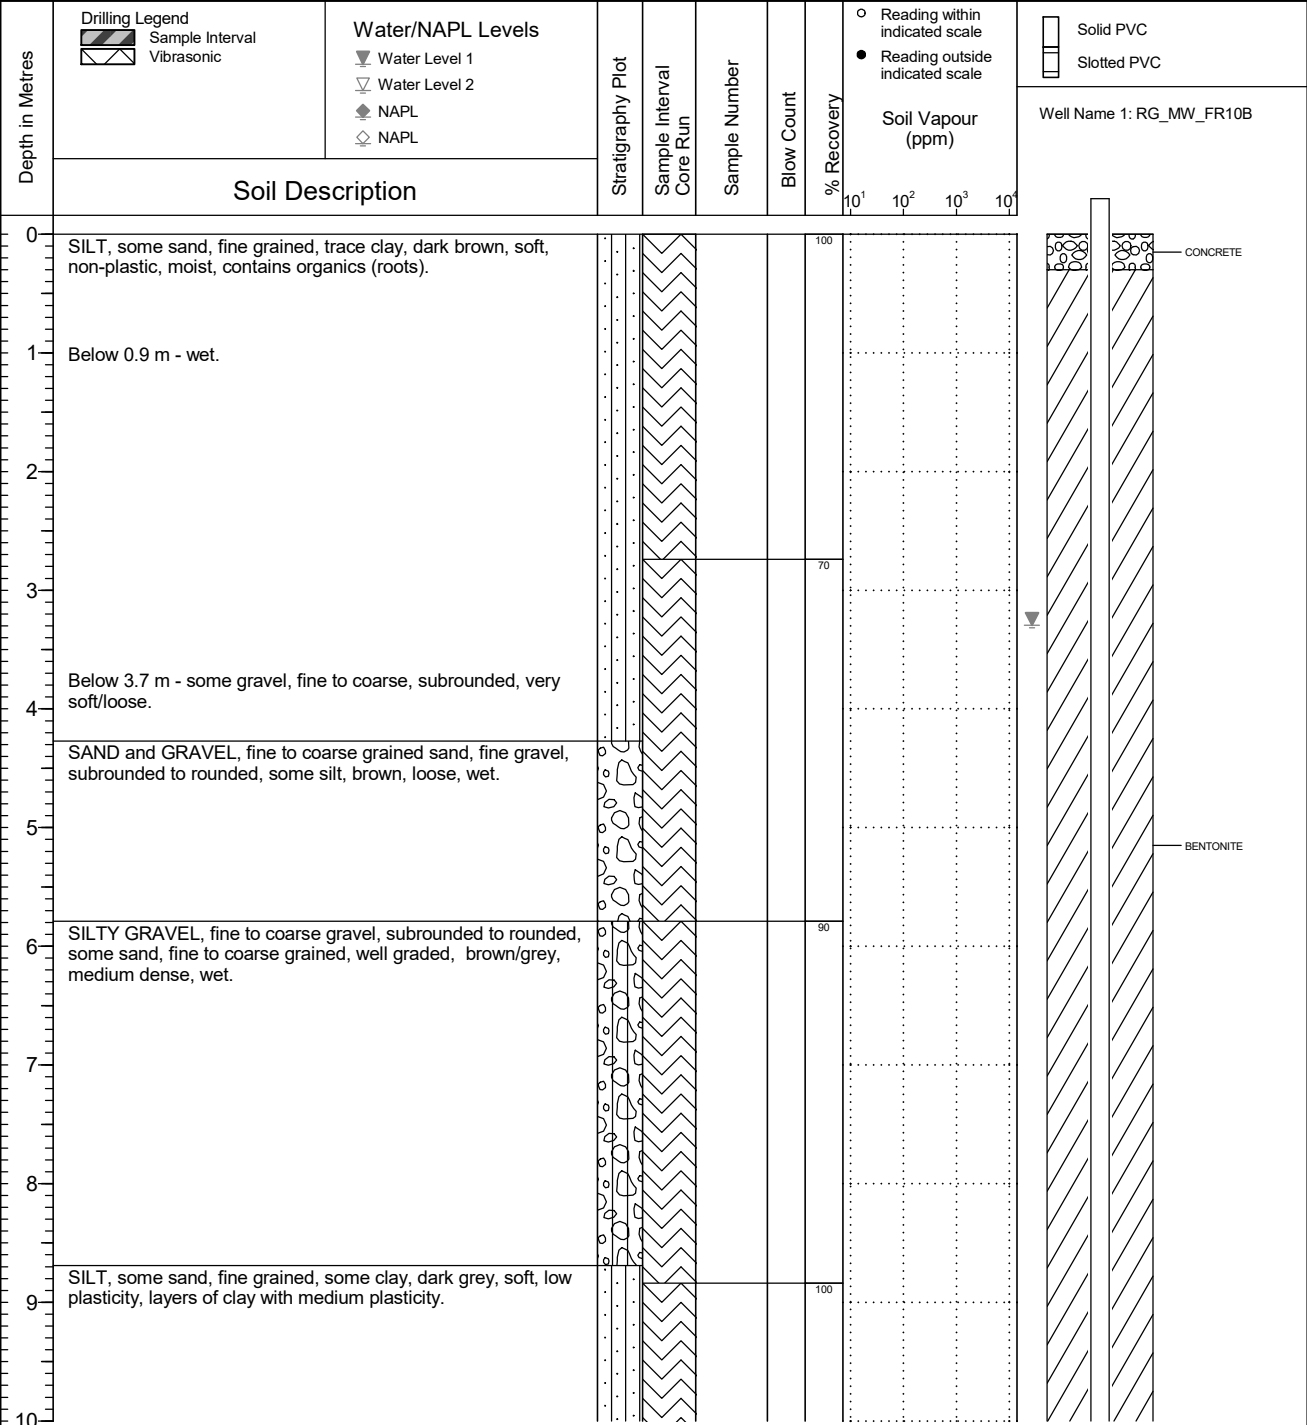 Drilling Legend
Sample Interval
Vibrasonic
Water/NAPL Levels
Water Level 1
Water Level 2
NAPL
NAPL
Depth in Metres
Soil Description
Stratigraphy Plot
Sample Interval
Core Run
Sample Number
Blow Count
% Recovery
Reading within
indicated scale
Reading outside
indicated scale
Soil Vapour
(ppm)
10¹ 10² 10³ 10⁴
Solid PVC
Slotted PVC
Well Name 1: RG_MW_FR10B
0
SILT, some sand, fine grained, trace clay, dark brown, soft,
non-plastic, moist, contains organics (roots).
100
CONCRETE
1
Below 0.9 m - wet.
2
70
3
Below 3.7 m - some gravel, fine to coarse, subrounded, very
soft/loose.
4
SAND and GRAVEL, fine to coarse grained sand, fine gravel,
subrounded to rounded, some silt, brown, loose, wet.
5
BENTONITE
SILTY GRAVEL, fine to coarse gravel, subrounded to rounded,
some sand, fine to coarse grained, well graded, brown/grey,
medium dense, wet.
90
6
7
8
SILT, some sand, fine grained, some clay, dark grey, soft, low
plasticity, layers of clay with medium plasticity.
100
9
10